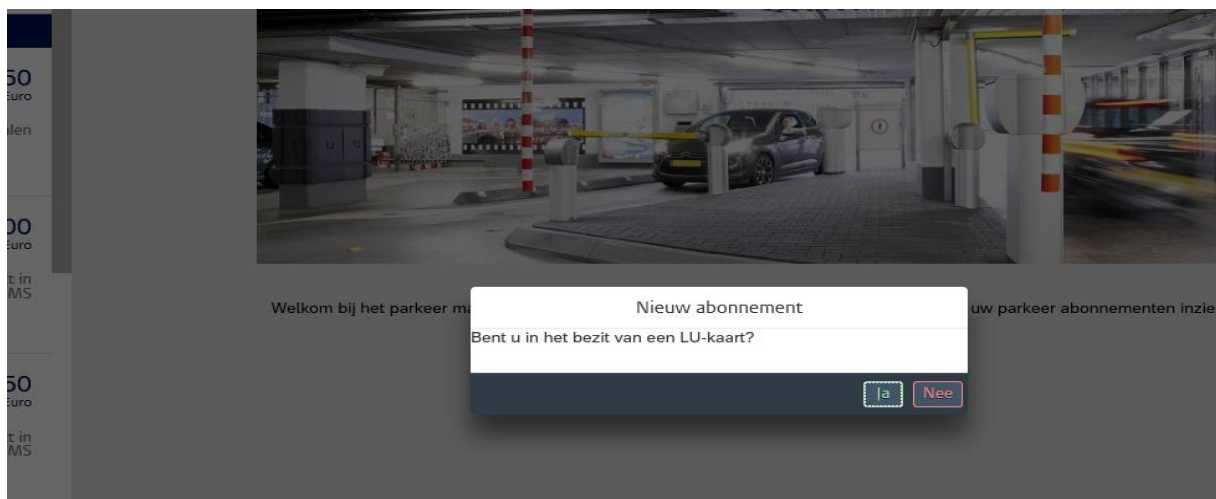 50
Euro
len
00
Euro
t in
MS
50
Euro
t in
MS
Welkom bij het parkeer ma
uw parkeer abonnementen inzie
Nieuw abonnement
Bent u in het bezit van een LU-kaart?
Ja
Nee